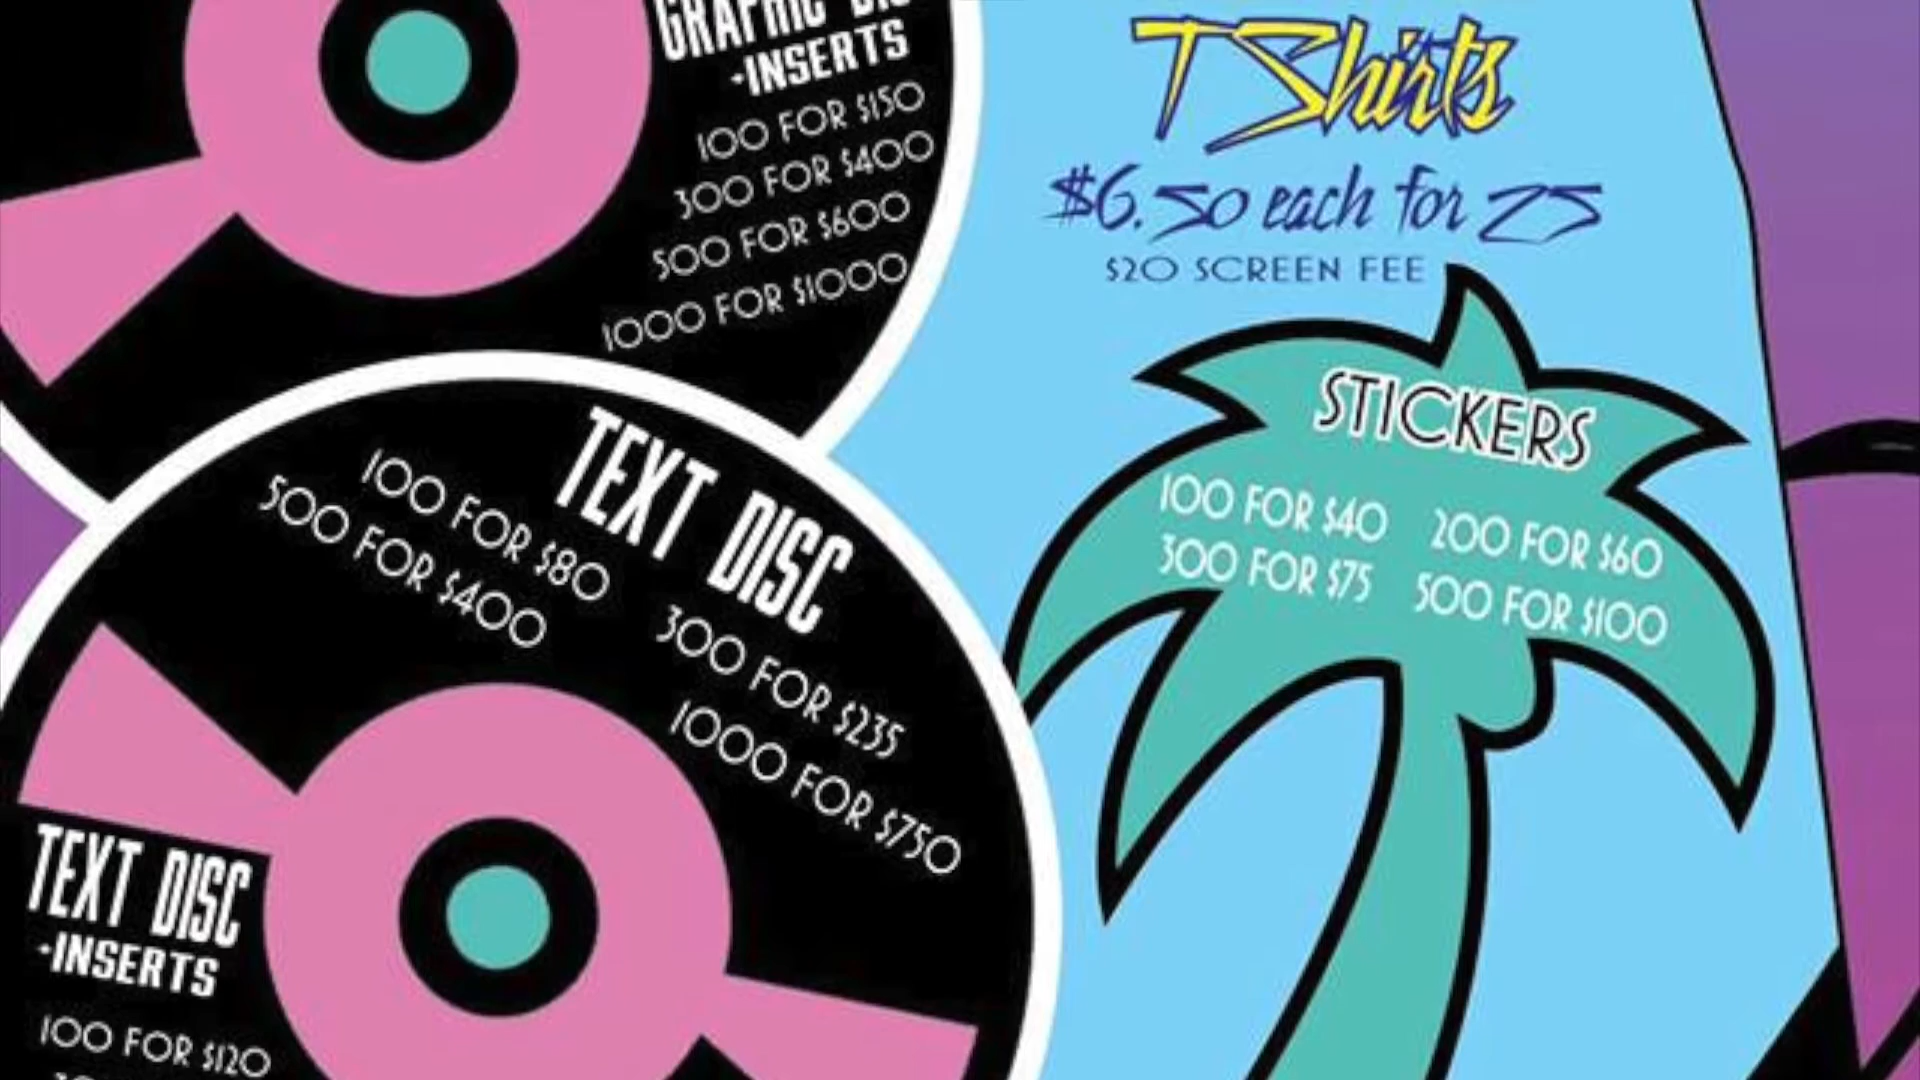 GRAPHIC
-INSERTS
100 FOR $150
300 FOR $400
500 FOR $600
1000 FOR $1000
T Shirts
$6.50 each for 25
$20 SCREEN FEE
STICKERS
100 FOR $40 200 FOR $60
300 FOR $75 500 FOR $100
TEXT DISC
100 FOR $80
500 FOR $400
300 FOR $235
1000 FOR $750
TEXT DISC
-INSERTS
100 FOR $120